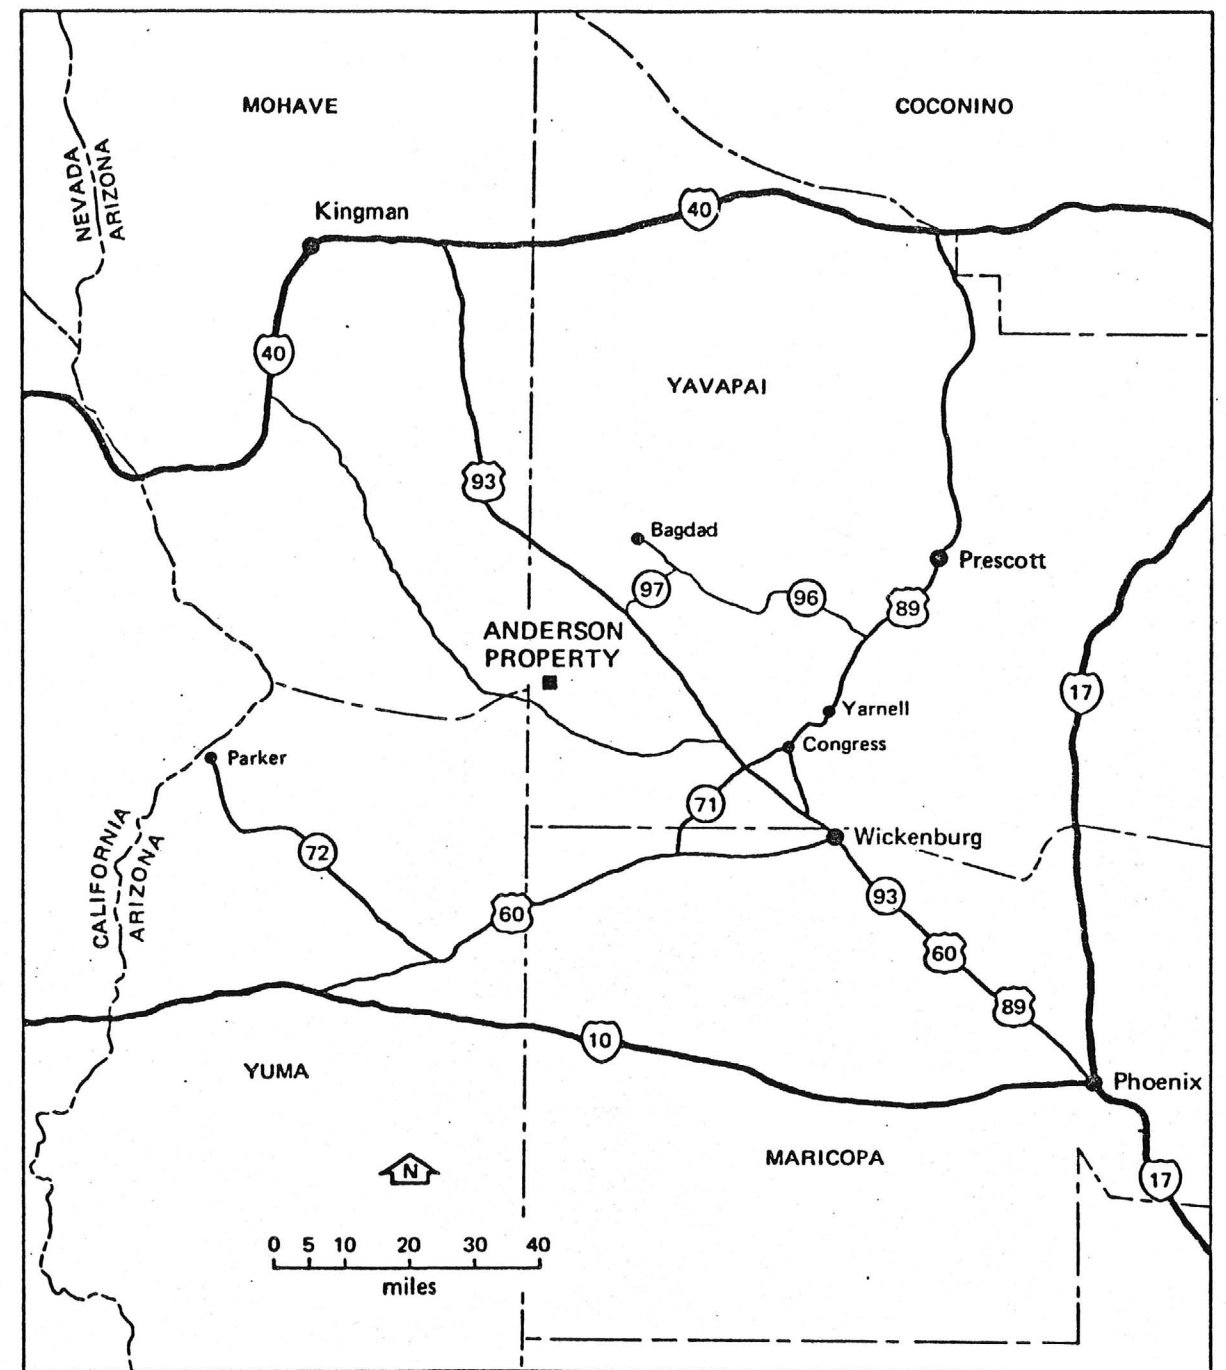 MOHAVE
COCONINO
NEVADA
ARIZONA
Kingman
40
40
YAVAPAI
93
Bagdad
97
96
89
Prescott
ANDERSON
PROPERTY
17
Yarnell
Congress
Parker
71
72
Wickenburg
CALIFORNIA
ARIZONA
93
60
60
89
10
YUMA
Phoenix
MARICOPA
N
17
0 5 10 20 30 40
miles